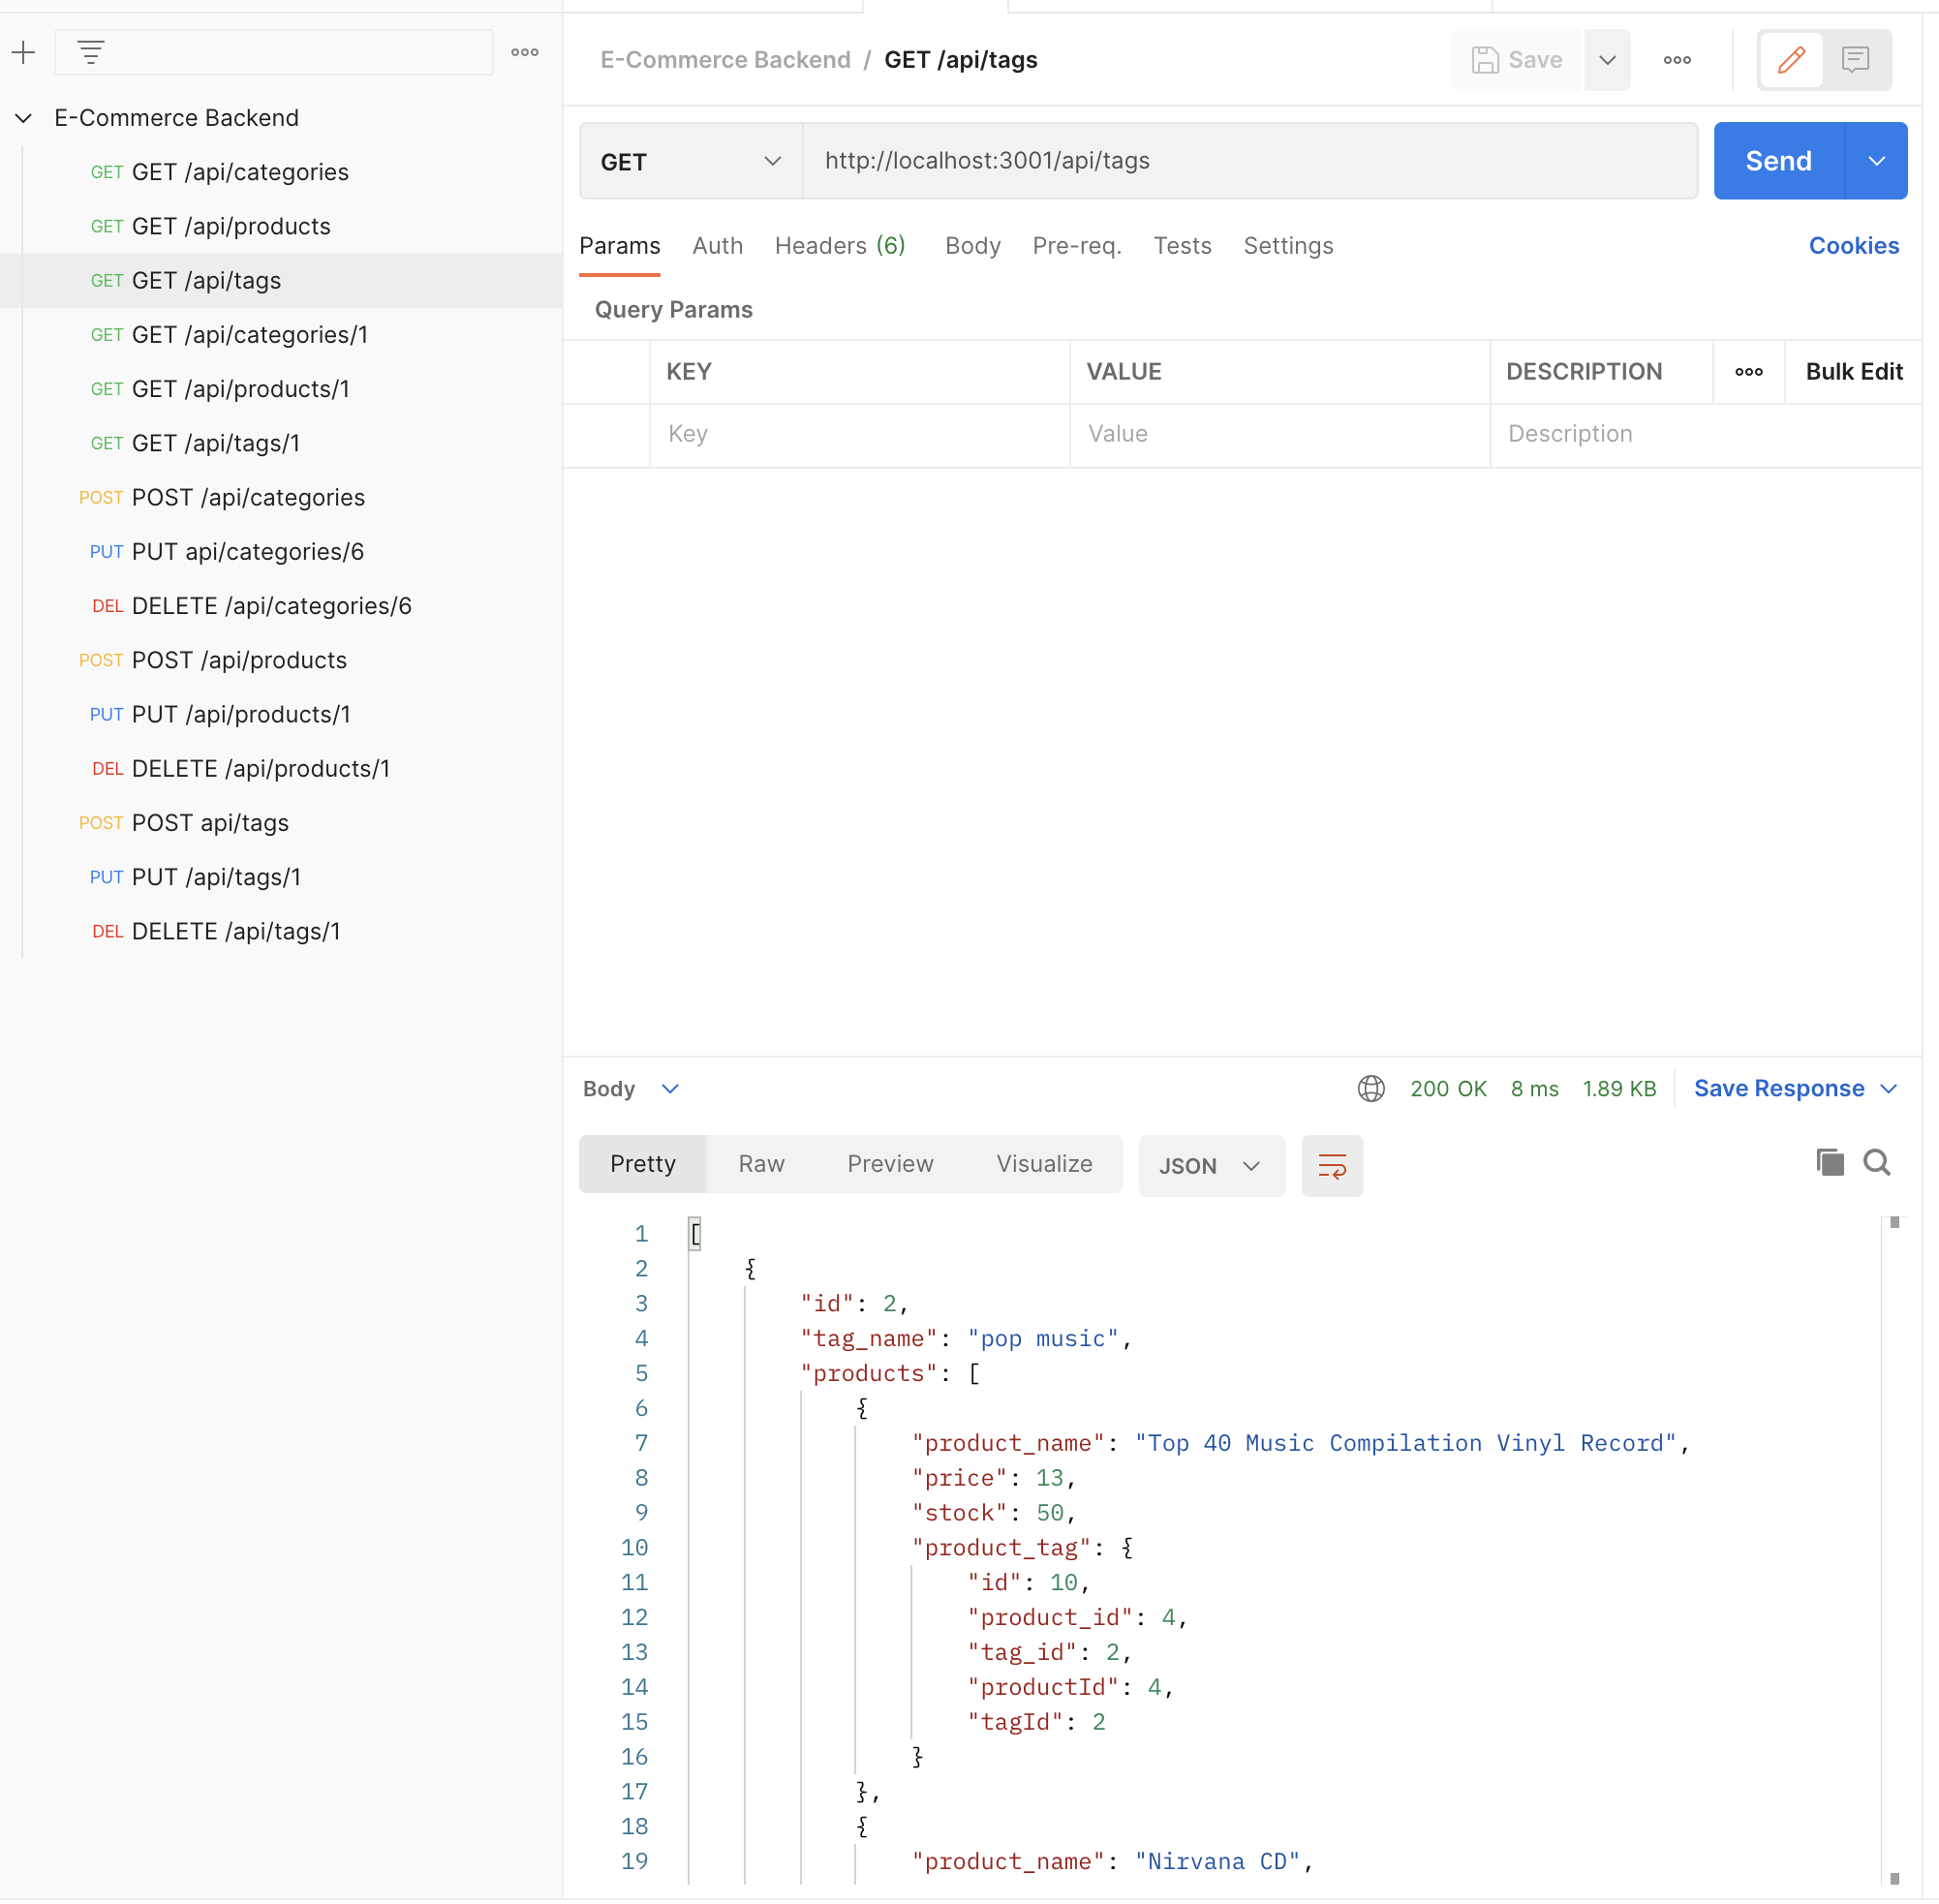 E-Commerce Backend
GET GET /api/categories
GET GET /api/products
GET GET /api/tags
GET GET /api/categories/1
GET GET /api/products/1
GET GET /api/tags/1
POST POST /api/categories
PUT PUT api/categories/6
DEL DELETE /api/categories/6
POST POST /api/products
PUT PUT /api/products/1
DEL DELETE /api/products/1
POST POST api/tags
PUT PUT /api/tags/1
DEL DELETE /api/tags/1
E-Commerce Backend / GET /api/tags
Save
GET http://localhost:3001/api/tags Send
Params Auth Headers (6) Body Pre-req. Tests Settings Cookies
Query Params
KEY VALUE DESCRIPTION Bulk Edit
Key Value Description
Body 200 OK 8 ms 1.89 KB Save Response
Pretty Raw Preview Visualize JSON
1 [
2 {
3 "id": 2,
4 "tag_name": "pop music",
5 "products": [
6 {
7 "product_name": "Top 40 Music Compilation Vinyl Record",
8 "price": 13,
9 "stock": 50,
10 "product_tag": {
11 "id": 10,
12 "product_id": 4,
13 "tag_id": 2,
14 "productId": 4,
15 "tagId": 2
16 }
17 },
18 {
19 "product_name": "Nirvana CD",